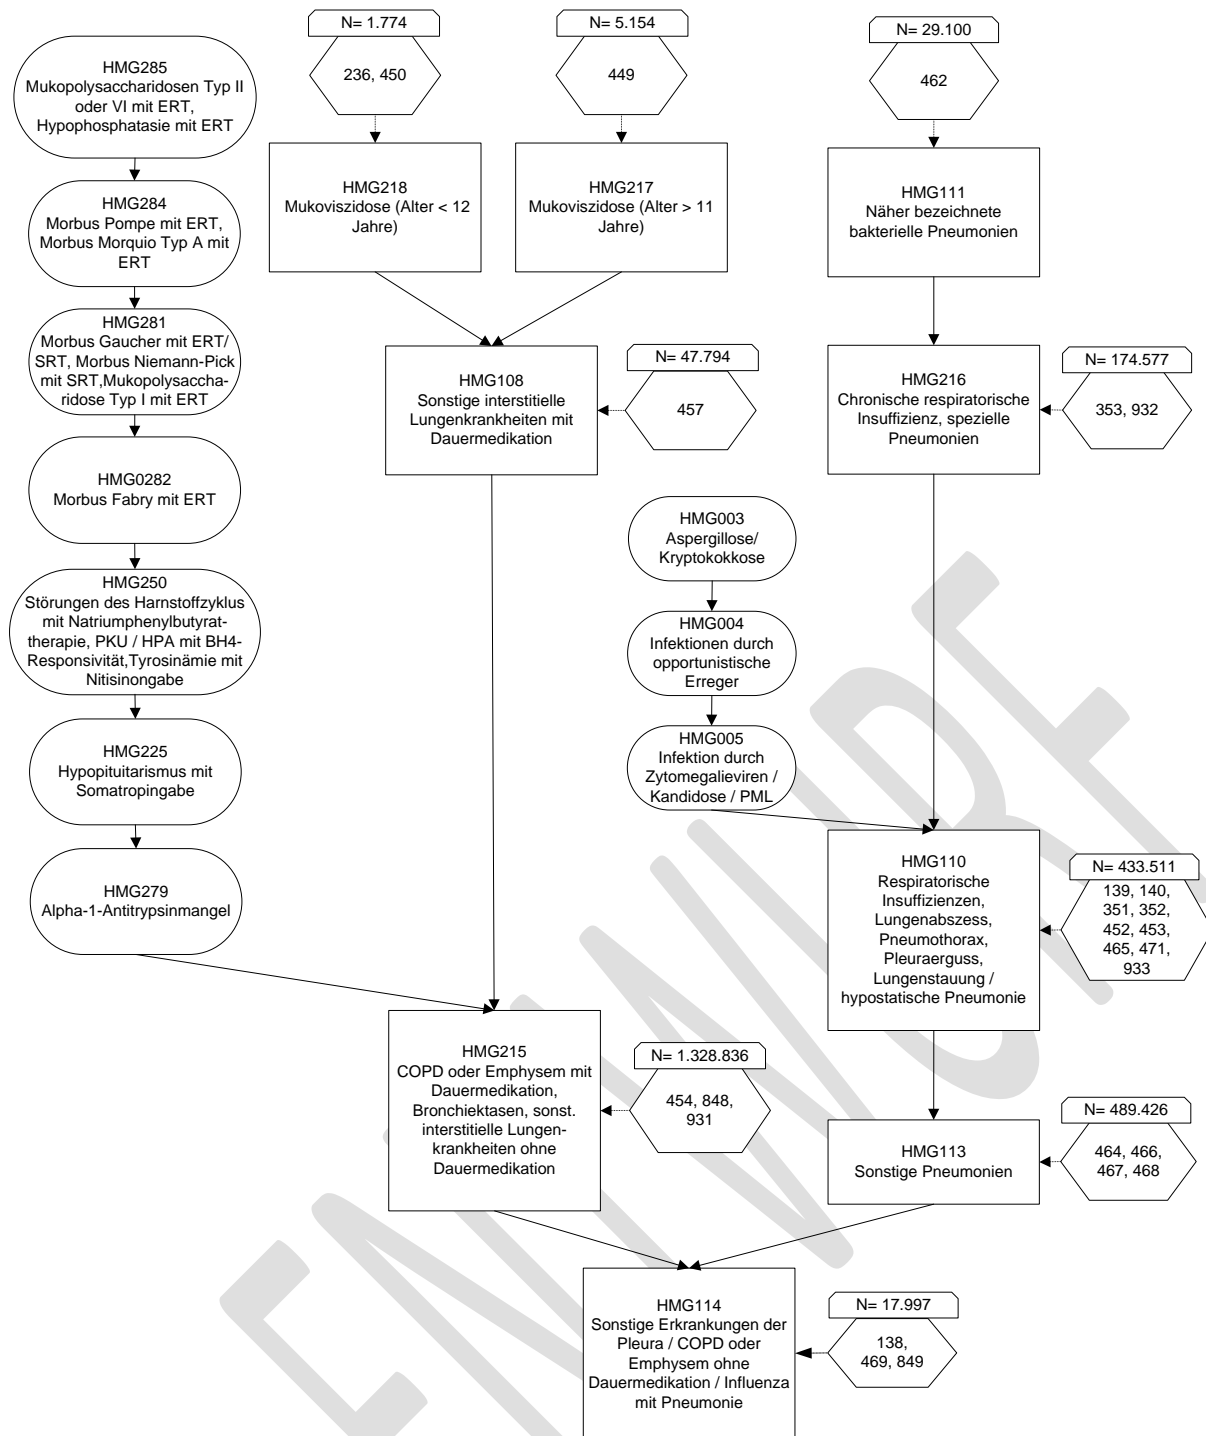 N= 1.774
236, 450
N= 5.154
449
N= 29.100
462
HMG285
Mukopolysaccharidosen Typ II
oder VI mit ERT,
Hypophosphatasie mit ERT
HMG218
Mukoviszidose (Alter < 12
Jahre)
HMG217
Mukoviszidose (Alter > 11
Jahre)
HMG111
Näher bezeichnete
bakterielle Pneumonien
HMG284
Morbus Pompe mit ERT,
Morbus Morquio Typ A mit
ERT
HMG281
Morbus Gaucher mit ERT/
SRT, Morbus Niemann-Pick
mit SRT,Mukopolysaccha-
ridose Typ I mit ERT
HMG108
Sonstige interstitielle
Lungenkrankheiten mit
Dauermedikation
N= 47.794
457
HMG216
Chronische respiratorische
Insuffizienz, spezielle
Pneumonien
N= 174.577
353, 932
HMG0282
Morbus Fabry mit ERT
HMG003
Aspergillose/
Kryptokokkose
HMG250
Störungen des Harnstoffzyklus
mit Natriumphenylbutyrat-
therapie, PKU / HPA mit BH4-
Responsivität,Tyrosinämie mit
Nitisinongabe
HMG004
Infektionen durch
opportunistische
Erreger
HMG225
Hypopituitarismus mit
Somatropingabe
HMG005
Infektion durch
Zytomegalieviren /
Kandidose / PML
HMG279
Alpha-1-Antitrypsinmangel
HMG110
Respiratorische
Insuffizienzen,
Lungenabszess,
Pneumothorax,
Pleuraerguss,
Lungenstauung /
hypostatische Pneumonie
N= 433.511
139, 140,
351, 352,
452, 453,
465, 471,
933
HMG215
COPD oder Emphysem mit
Dauermedikation,
Bronchiektasen, sonst.
interstitielle Lungen-
krankheiten ohne
Dauermedikation
N= 1.328.836
454, 848,
931
HMG113
Sonstige Pneumonien
N= 489.426
464, 466,
467, 468
HMG114
Sonstige Erkrankungen der
Pleura / COPD oder
Emphysem ohne
Dauermedikation / Influenza
mit Pneumonie
N= 17.997
138,
469, 849
ENTWURF